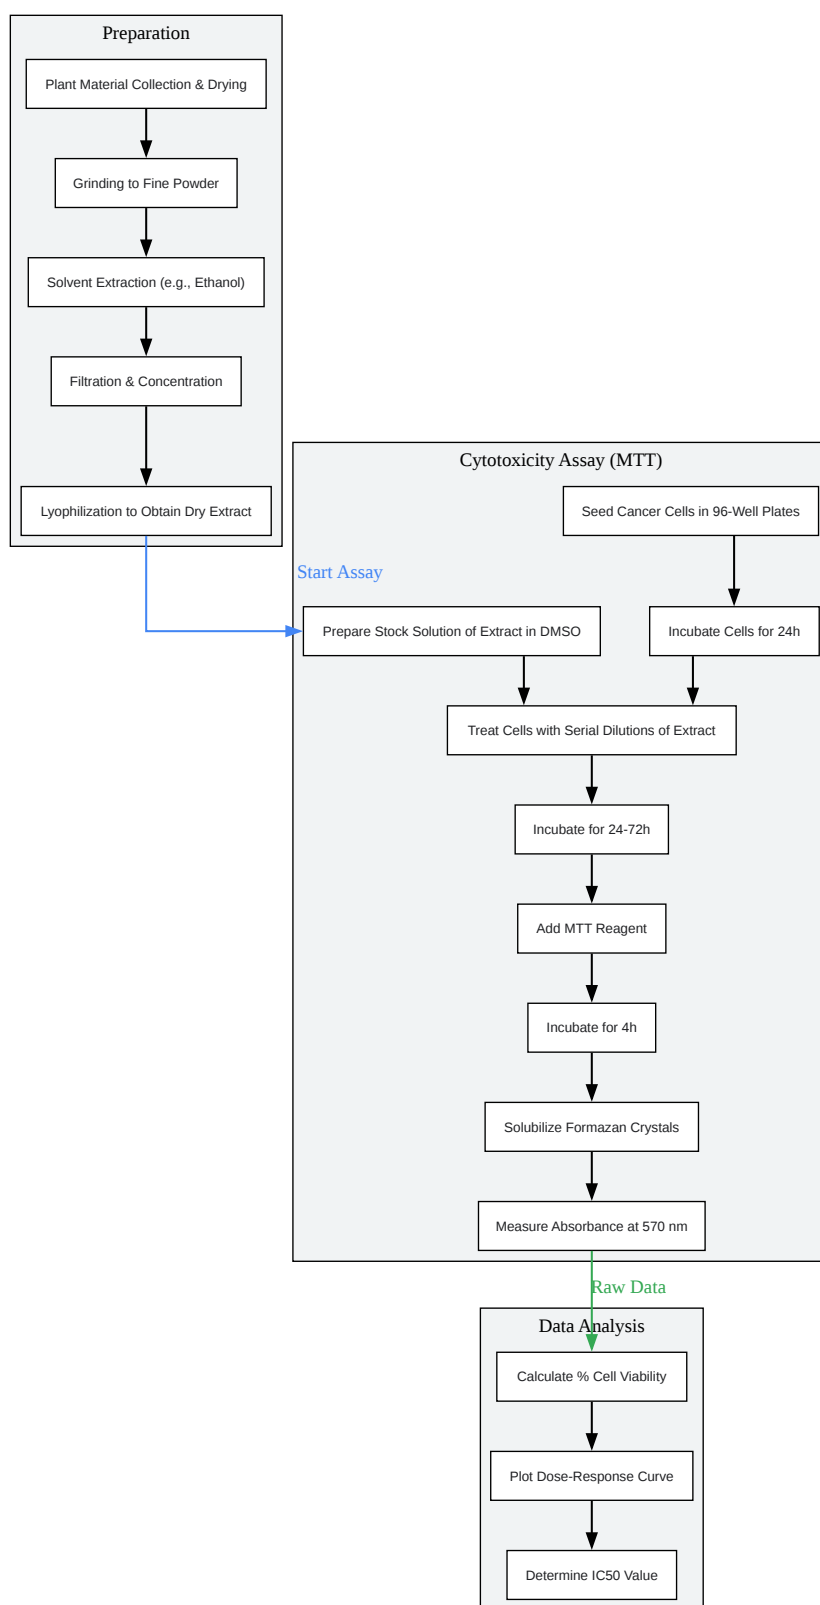 Preparation
Plant Material Collection & Drying
Grinding to Fine Powder
Solvent Extraction (e.g., Ethanol)
Filtration & Concentration
Lyophilization to Obtain Dry Extract
Cytotoxicity Assay (MTT)
Seed Cancer Cells in 96-Well Plates
Start Assay
Prepare Stock Solution of Extract in DMSO
Incubate Cells for 24h
Treat Cells with Serial Dilutions of Extract
Incubate for 24-72h
Add MTT Reagent
Incubate for 4h
Solubilize Formazan Crystals
Measure Absorbance at 570 nm
Raw Data
Data Analysis
Calculate % Cell Viability
Plot Dose-Response Curve
Determine IC50 Value